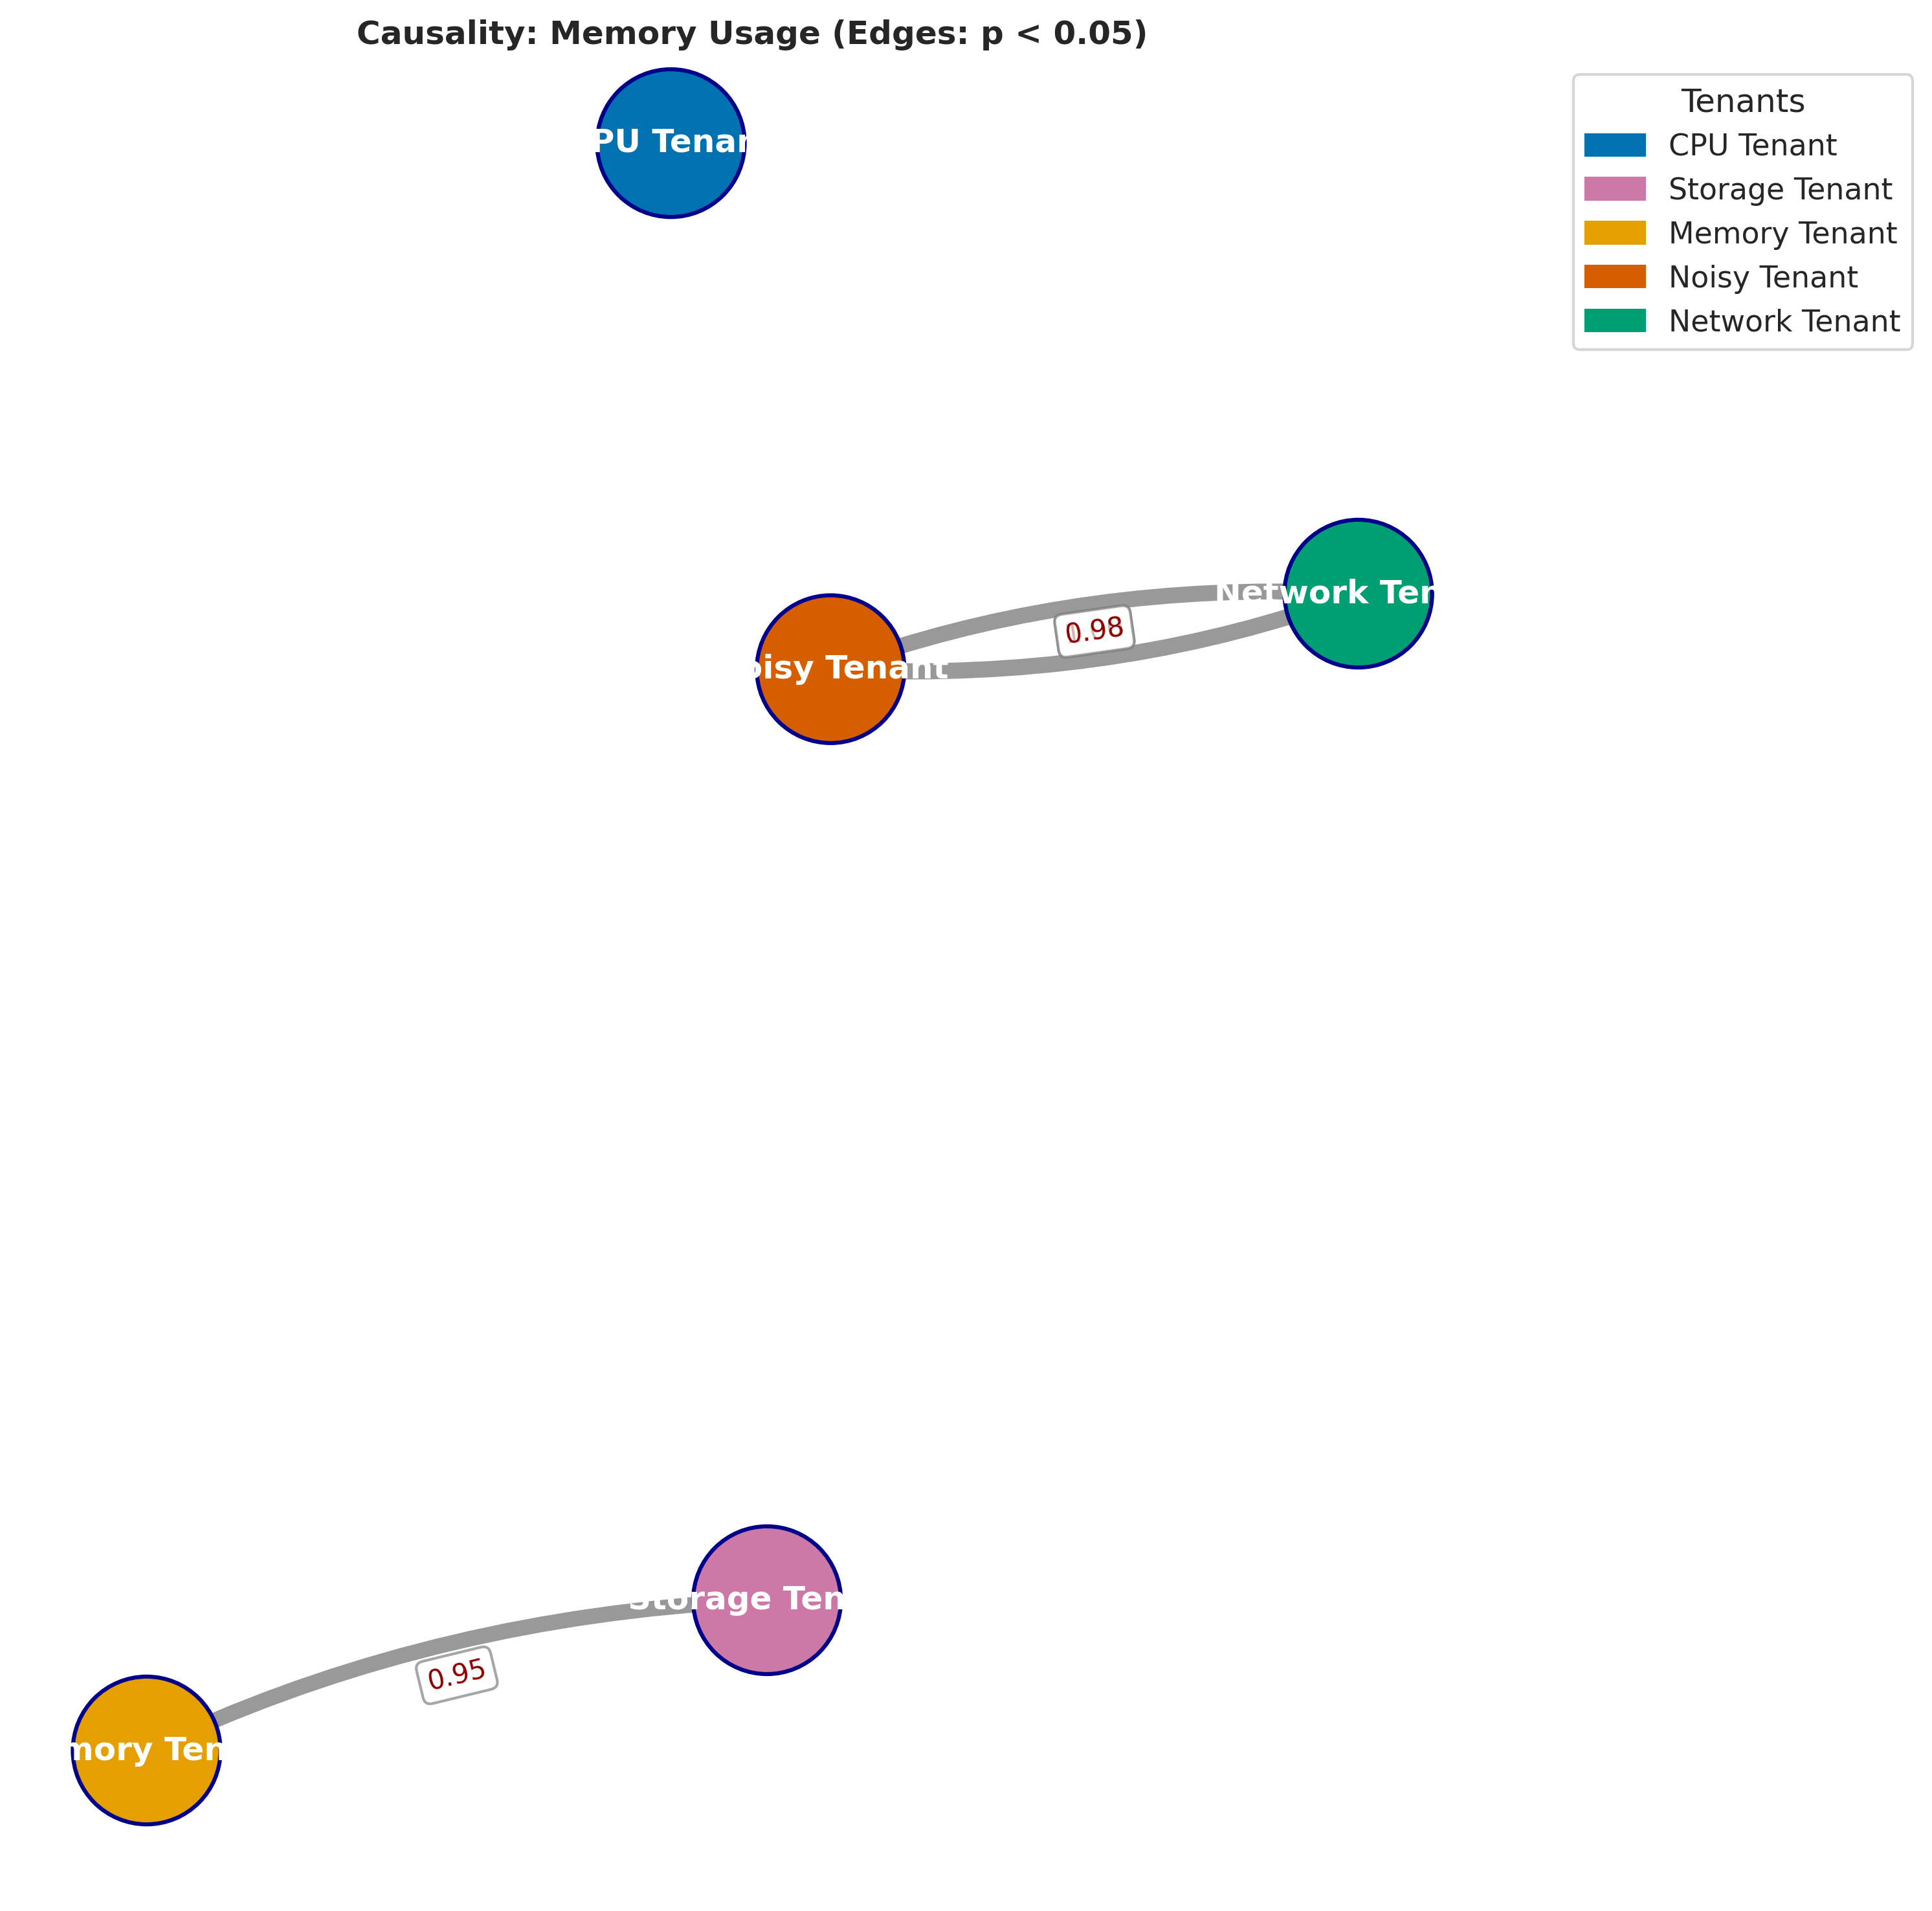 Causality: Memory Usage (Edges: p < 0.05)
Tenants
CPU Tenant
Storage Tenant
Memory Tenant
Noisy Tenant
Network Tenant
PU Tenan
Network Ten
0.98
oisy Tenant
Storage Ten
0.95
mory Ten